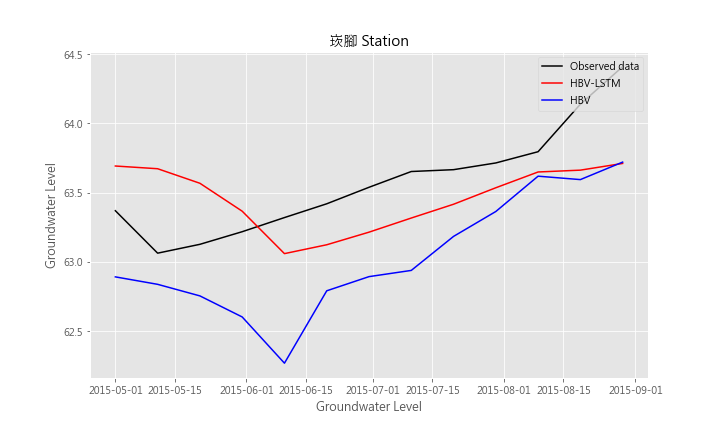 崁腳 Station
Observed data
HBV-LSTM
HBV
Groundwater Level
64.5
64.0
63.5
63.0
62.5
2015-05-01 2015-05-15 2015-06-01 2015-06-15 2015-07-01 2015-07-15 2015-08-01 2015-08-15 2015-09-01
Groundwater Level